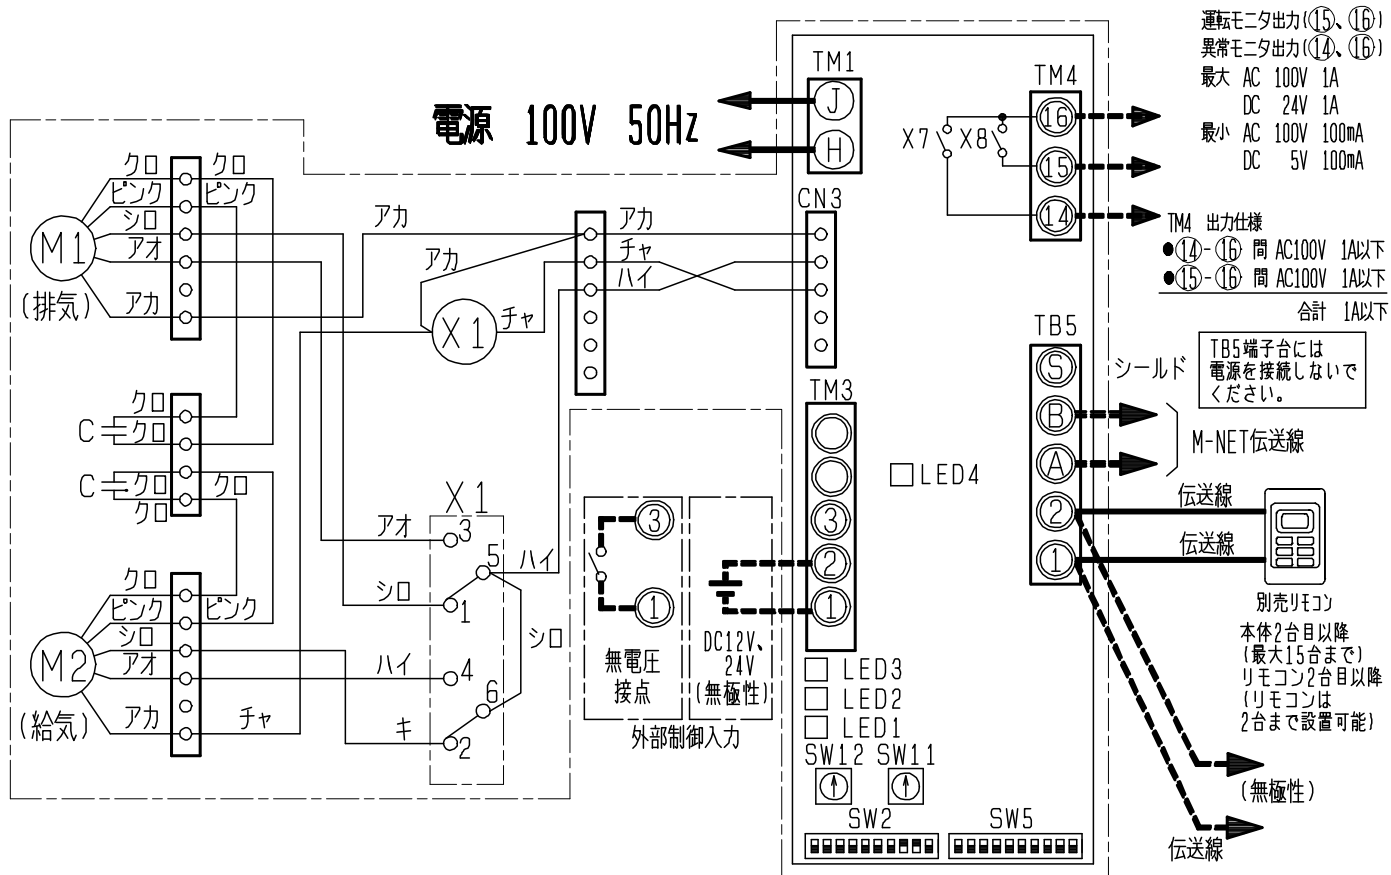 電源 100V 50Hz
TM1
J
H
TM4
16
15
14
X7
X8
運転モニタ出力(⑮、⑯)
異常モニタ出力(⑭、⑯)
最大 AC 100V 1A
DC 24V 1A
最小 AC 100V 100mA
DC 5V 100mA
TM4 出力仕様
●⑭-⑯ 間 AC100V 1A以下
●⑮-⑯ 間 AC100V 1A以下
合計 1A以下
クロ
ピンク
シロ
アオ
アカ
M1
(排気)
クロ
ピンク
アカ
アカ
X1
チャ
アカ
チャ
ハイ
CN3
TB5
S
B
A
2
1
シールド
TB5端子台には
電源を接続しないで
ください。
M-NET伝送線
伝送線
伝送線
別売リモコン
本体2台目以降
(最大15台まで)
リモコン2台目以降
(リモコンは
2台まで設置可能)
(無極性)
伝送線
C
クロ
クロ
C
クロ
クロ
クロ
TM3
3
2
1
LED4
X1
アオ
3
5
ハイ
シロ
1
シロ
ハイ
4
6
キ
2
3
1
無電圧
接点
DC12V、
24V
(無極性)
外部制御入力
クロ
ピンク
シロ
アオ
アカ
M2
(給気)
ピンク
チャ
LED3
LED2
LED1
SW12
SW11
SW2
SW5